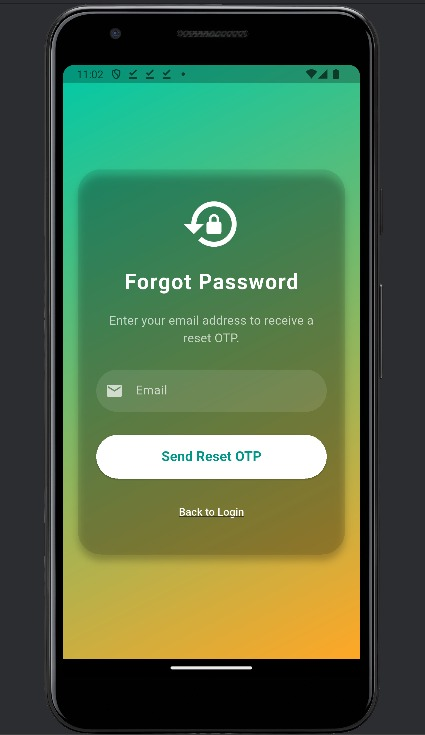 11:02
Forgot Password
Enter your email address to receive a
reset OTP.
Email
Send Reset OTP
Back to Login